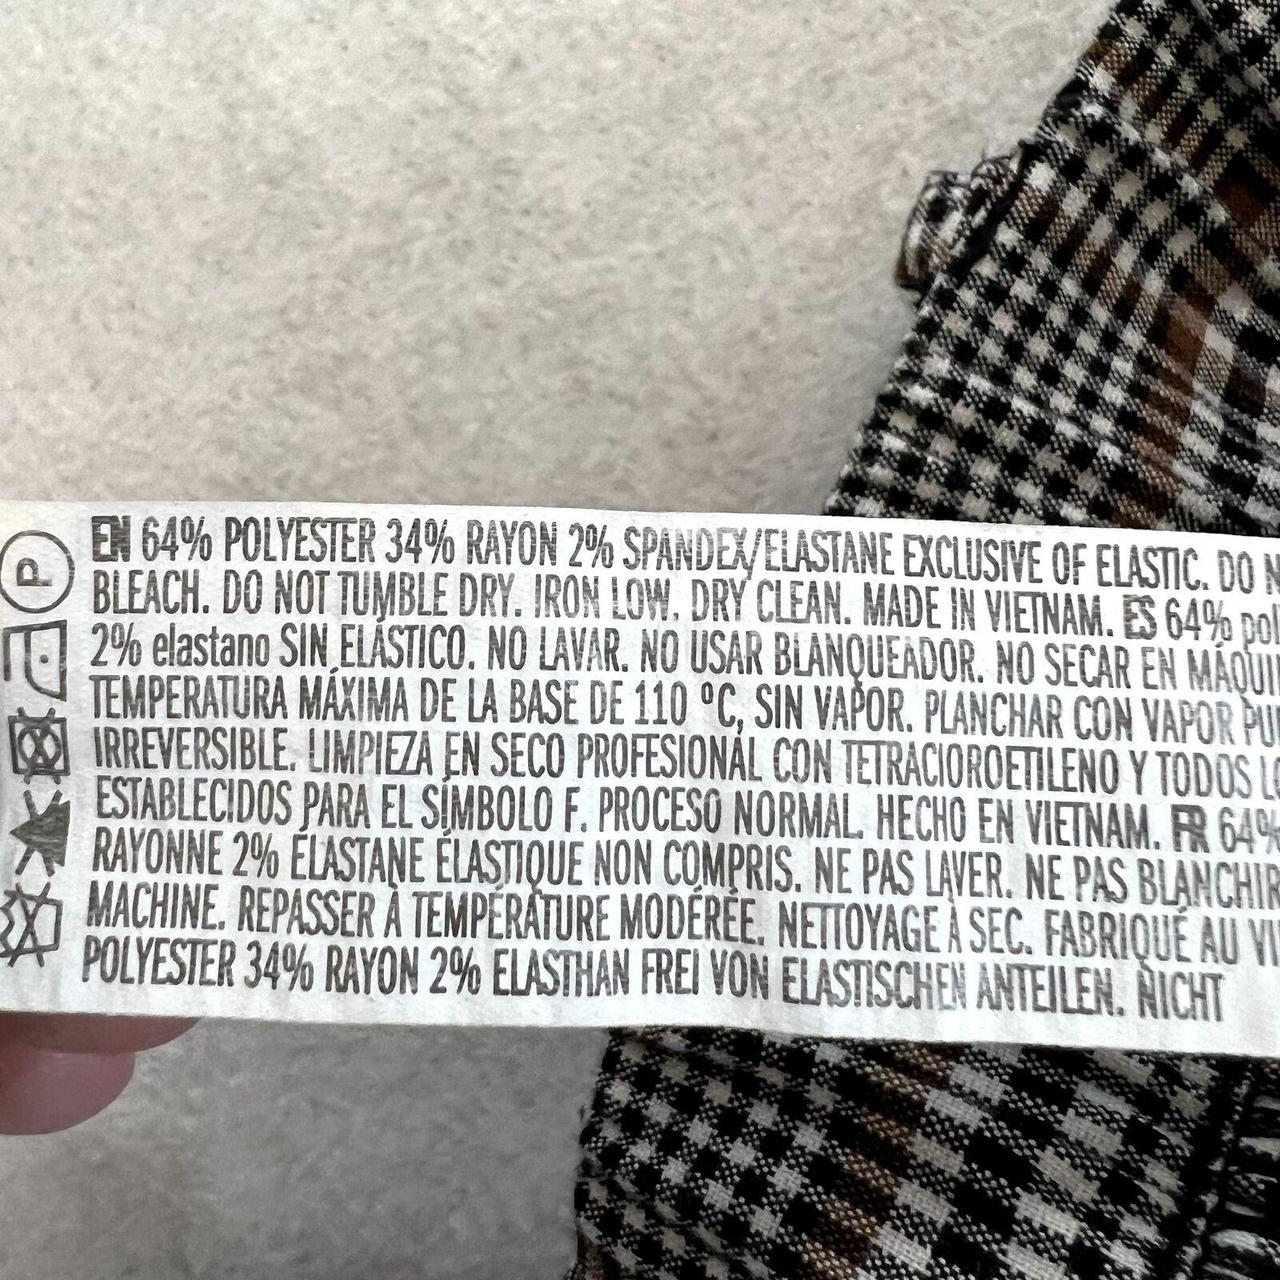 P
EN 64% POLYESTER 34% RAYON 2% SPANDEX/ELASTANE EXCLUSIVE OF ELASTIC. DO
BLEACH. DO NOT TUMBLE DRY. IRON LOW. DRY CLEAN. MADE IN VIETNAM. ES 64%
2% elastano SIN ELÁSTICO. NO LAVAR. NO USAR BLANQUEADOR. NO SECAR EN
TEMPERATURA MÁXIMA DE LA BASE DE 110 °C, SIN VAPOR. PLANCHAR CON VAPOR
IRREVERSIBLE. LIMPIEZA EN SECO PROFESIONAL CON TETRACIOROETILENO Y TODOS
ESTABLECIDOS PARA EL SÍMBOLO F. PROCESO NORMAL. HECHO EN VIETNAM. FR 64%
RAYONNE 2% ÉLASTANE ÉLASTIQUE NON COMPRIS. NE PAS LAVER. NE PAS BLANCHIR
MACHINE. REPASSER À TEMPÉRATURE MODÉRÉE. NETTOYAGE À SEC. FABRIQUÉ AU
POLYESTER 34% RAYON 2% ELASTHAN FREI VON ELASTISCHEN ANTEILEN. NICHT